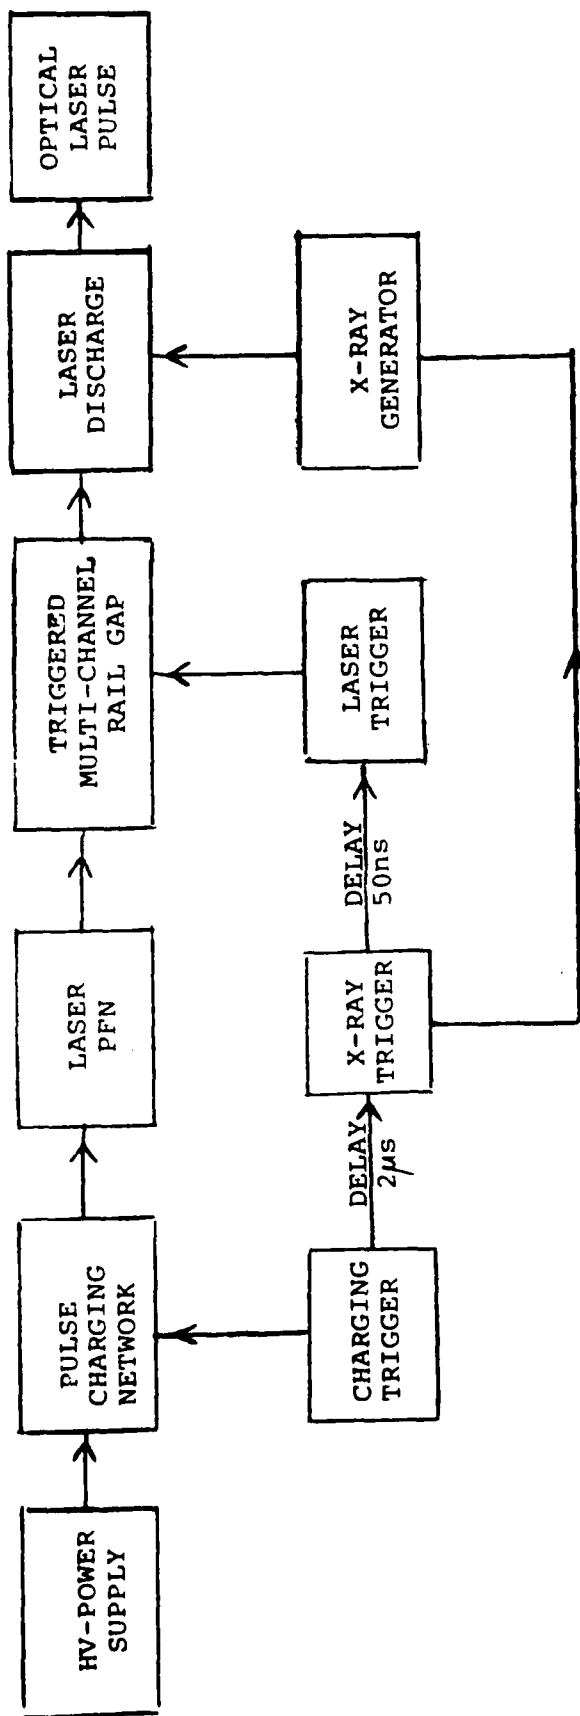 HV-POWER
SUPPLY
PULSE
CHARGING
NETWORK
LASER
PFN
TRIGGERED
MULTI-CHANNEL
RAIL GAP
LASER
DISCHARGE
OPTICAL
LASER
PULSE
CHARGING
TRIGGER
DELAY
2μs
X-RAY
TRIGGER
DELAY
50ns
LASER
TRIGGER
X-RAY
GENERATOR